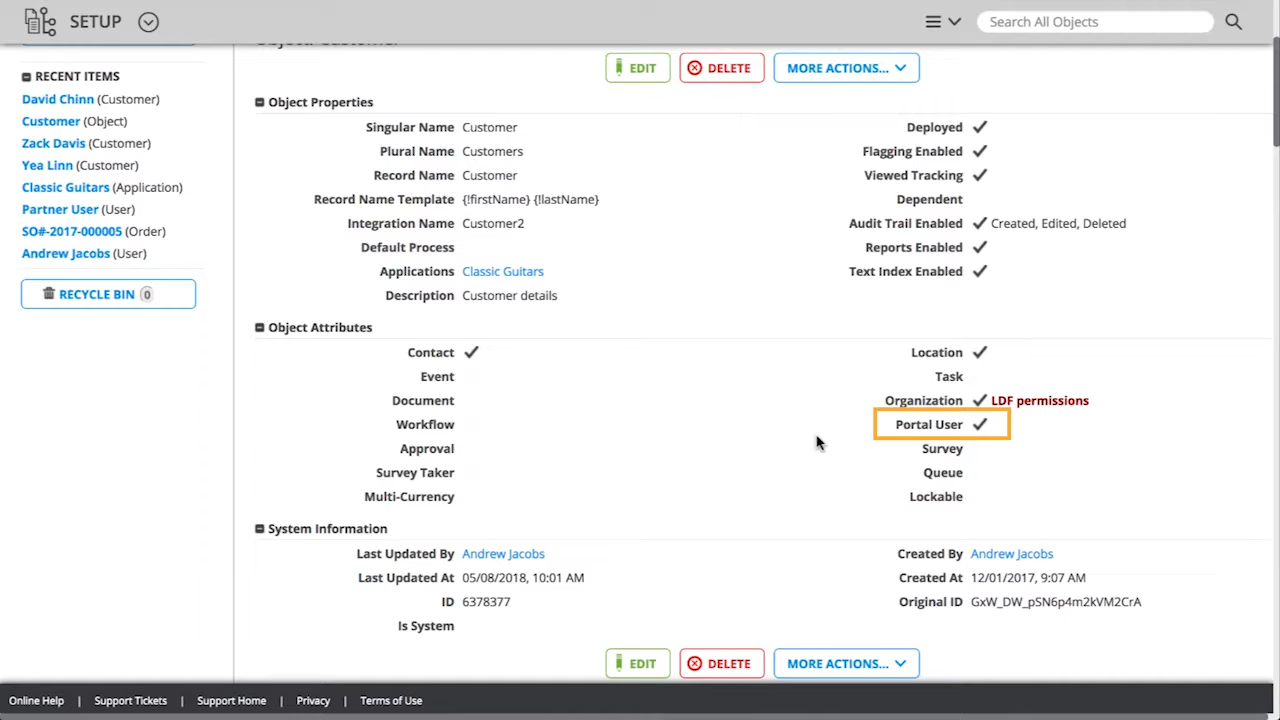 SETUP
Search All Objects
Object: Customer
RECENT ITEMS
David Chinn (Customer)
Customer (Object)
Zack Davis (Customer)
Yea Linn (Customer)
Classic Guitars (Application)
Partner User (User)
SO#-2017-000005 (Order)
Andrew Jacobs (User)
RECYCLE BIN 0
EDIT DELETE MORE ACTIONS...
Object Properties
Singular Name Customer Deployed
Plural Name Customers Flagging Enabled
Record Name Customer Viewed Tracking
Record Name Template {!firstName} {!lastName} Dependent
Integration Name Customer2 Audit Trail Enabled Created, Edited, Deleted
Default Process Reports Enabled
Applications Classic Guitars Text Index Enabled
Description Customer details
Object Attributes
Contact Location
Event Task
Document Organization LDF permissions
Workflow Portal User
Approval Survey
Survey Taker Queue
Multi-Currency Lockable
System Information
Last Updated By Andrew Jacobs Created By Andrew Jacobs
Last Updated At 05/08/2018, 10:01 AM Created At 12/01/2017, 9:07 AM
ID 6378377 Original ID GxW_DW_pSN6p4m2kVM2CrA
Is System
EDIT DELETE MORE ACTIONS...
Online Help | Support Tickets | Support Home | Privacy | Terms of Use